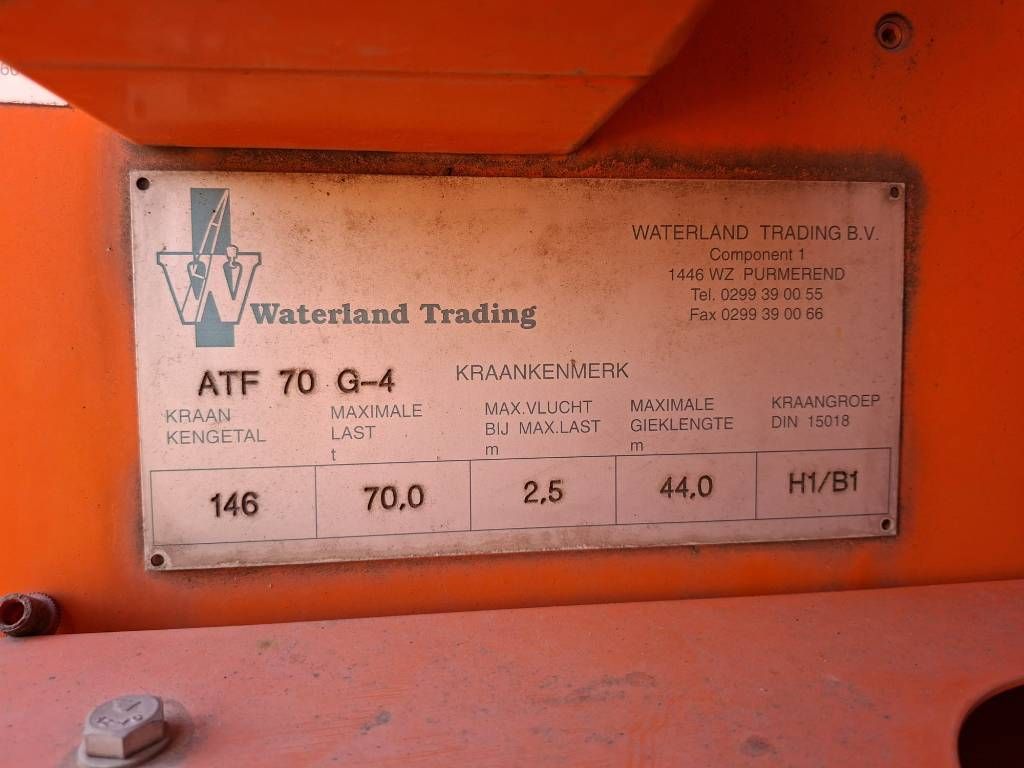 WATERLAND TRADING B.V.
Component 1
1446 WZ PURMEREND
Tel. 0299 39 00 55
Fax 0299 39 00 66
W
Waterland Trading
ATF 70 G-4 KRAANKENMERK
KRAAN
KENGETAL
MAXIMALE
LAST
t
MAX.VLUCHT
BIJ MAX.LAST
m
MAXIMALE
GIEKLENGTE
m
KRAANGROEP
DIN 15018
146 70,0 2,5 44,0 H1/B1